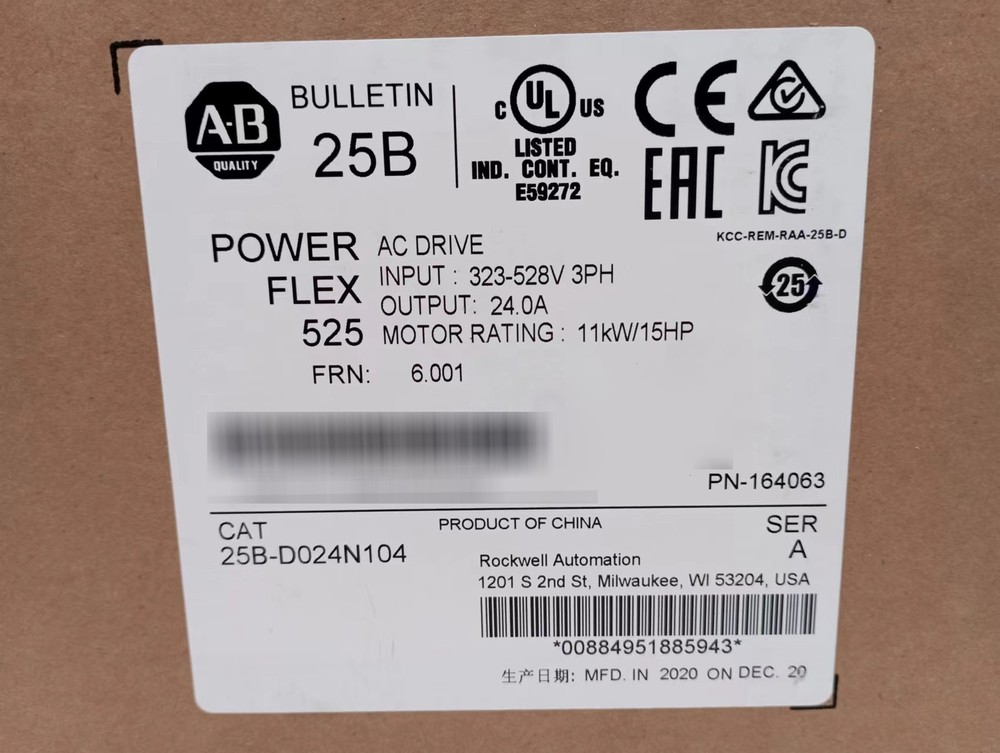 A-B
QUALITY
BULLETIN
25B
C UL US
LISTED
IND. CONT. EQ.
E59272
CE
EAC
KC
KCC-REM-RAA-25B-D
25
POWER
FLEX
525
AC DRIVE
INPUT : 323-528V 3PH
OUTPUT: 24.0A
MOTOR RATING : 11kW/15HP
FRN: 6.001
PN-164063
CAT
25B-D024N104
PRODUCT OF CHINA
SER
A
Rockwell Automation
1201 S 2nd St, Milwaukee, WI 53204, USA
*00884951885943*
生产日期: MFD. IN 2020 ON DEC. 20